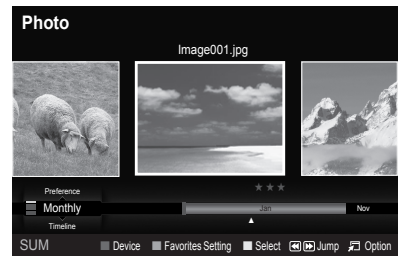 Photo
Image001.jpg
★★★
Preference
Monthly
Timeline
Jan
Nov
SUM
Device
Favorites Setting
Select
Jump
Option